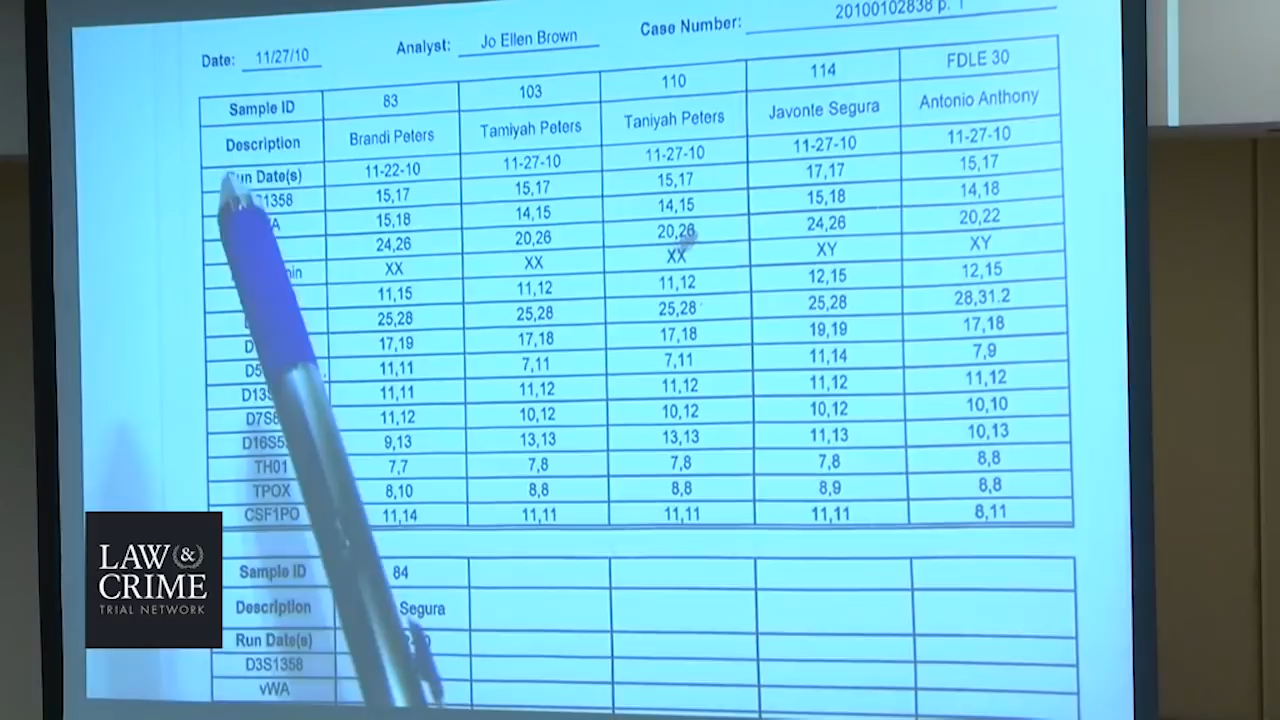 Date: 11/27/10 Analyst: Jo Ellen Brown Case Number: 20100102838 p. 1
Sample ID 83 103 110 114 FDLE 30
Description Brandi Peters Tamiyah Peters Taniyah Peters Javonte Segura Antonio Anthony
Run Date(s) 11-22-10 11-27-10 11-27-10 11-27-10 11-27-10
1358 15,17 15,17 15,17 17,17 15,17
15,18 14,15 14,15 15,18 14,18
24,26 20,26 20,26 24,26 20,22
XX XX XX XY XY
11,15 11,12 11,12 12,15 12,15
25,28 25,28 25,28 25,28 28,31.2
17,19 17,18 17,18 19,19 17,18
11,11 7,11 7,11 11,14 7,9
11,11 11,12 11,12 11,12 11,12
11,12 10,12 10,12 10,12 10,10
9,13 13,13 13,13 11,13 10,13
TH01 7,7 7,8 7,8 7,8 8,8
TPOX 8,10 8,8 8,8 8,9 8,8
CSF1PO 11,14 11,11 11,11 11,11 8,11
Sample ID 84
Description Segura
Run Date(s)
D3S1358
vWA
LAW &
CRIME
TRIAL NETWORK